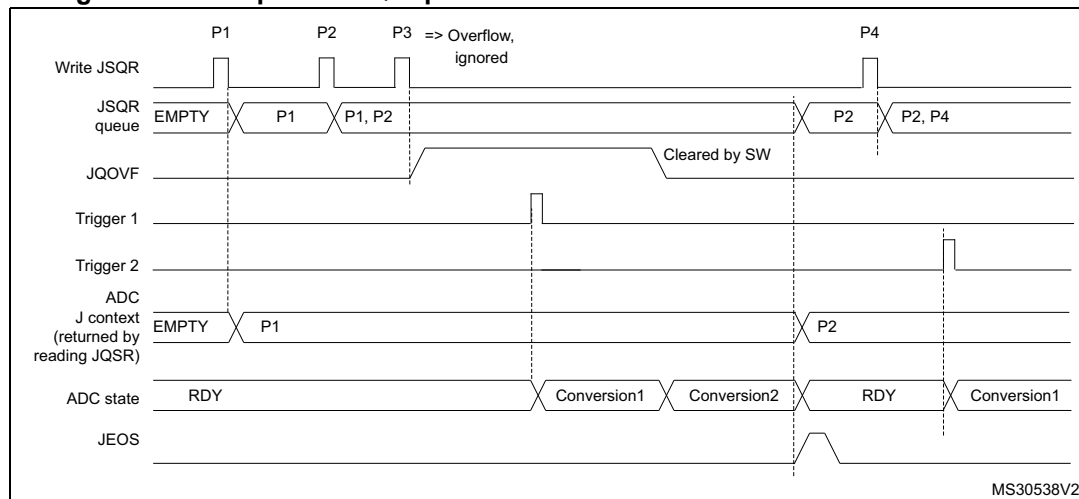 P1 P2 P3 => Overflow, P4
ignored
Write JSQR
JSQR
queue
EMPTY P1 P1, P2 P2 P2, P4
JQOVF
Cleared by SW
Trigger 1
Trigger 2
ADC
J context
(returned by
reading JQSR)
EMPTY P1 P2
ADC state RDY Conversion1 Conversion2 RDY Conversion1
JEOS
MS30538V2